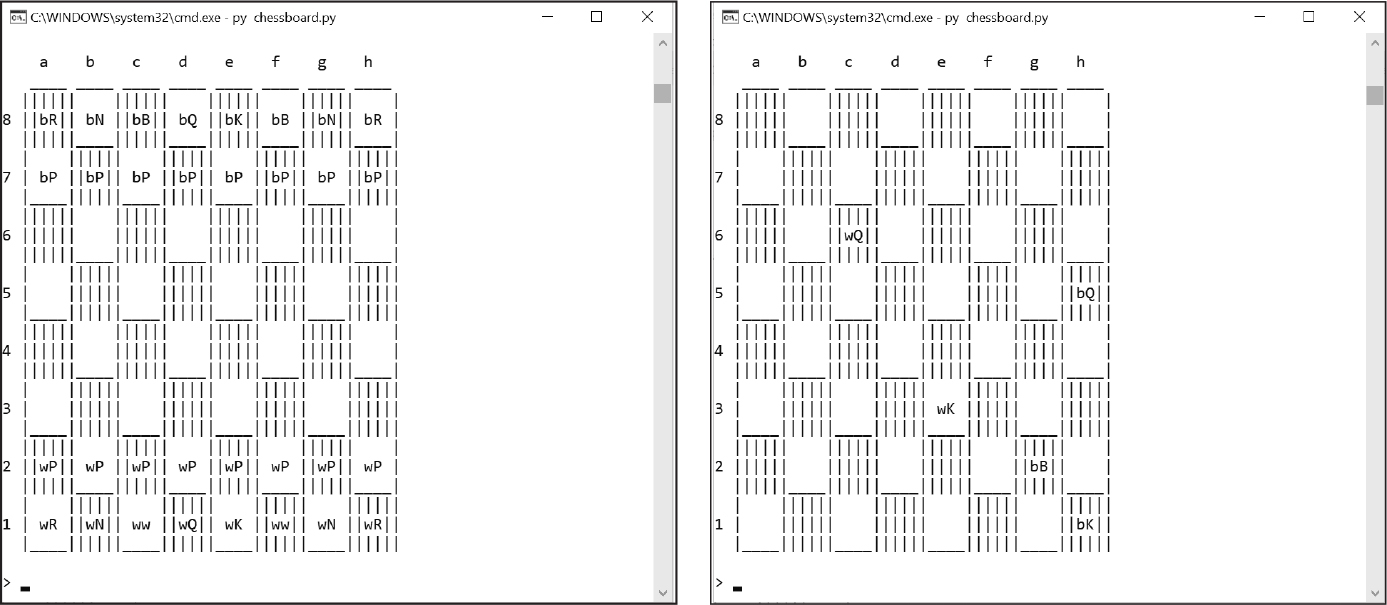 C:\WINDOWS\system32\cmd.exe - py chessboard.py
a b c d e f g h
8 bR bN bB bQ bK bB bN bR
7 bP bP bP bP bP bP bP bP
6
5
4
3
2 wP wP wP wP wP wP wP wP
1 wR wN ww wQ wK ww wN wR
>
C:\WINDOWS\system32\cmd.exe - py chessboard.py
a b c d e f g h
8
7
6 wQ
5 bQ
4
3 wK
2 bB
1 bK
>